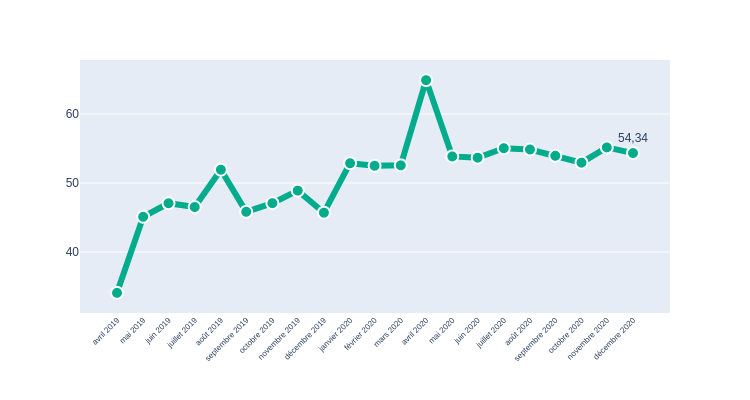 60
50
40
54,34
avril 2019
mai 2019
juin 2019
juillet 2019
août 2019
septembre 2019
octobre 2019
novembre 2019
décembre 2019
janvier 2020
février 2020
mars 2020
avril 2020
mai 2020
juin 2020
juillet 2020
août 2020
septembre 2020
octobre 2020
novembre 2020
décembre 2020